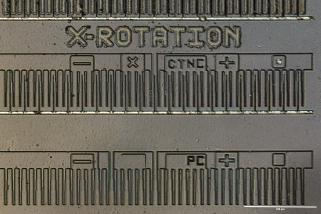 X-ROTATION
− X CTNC +
− PC +